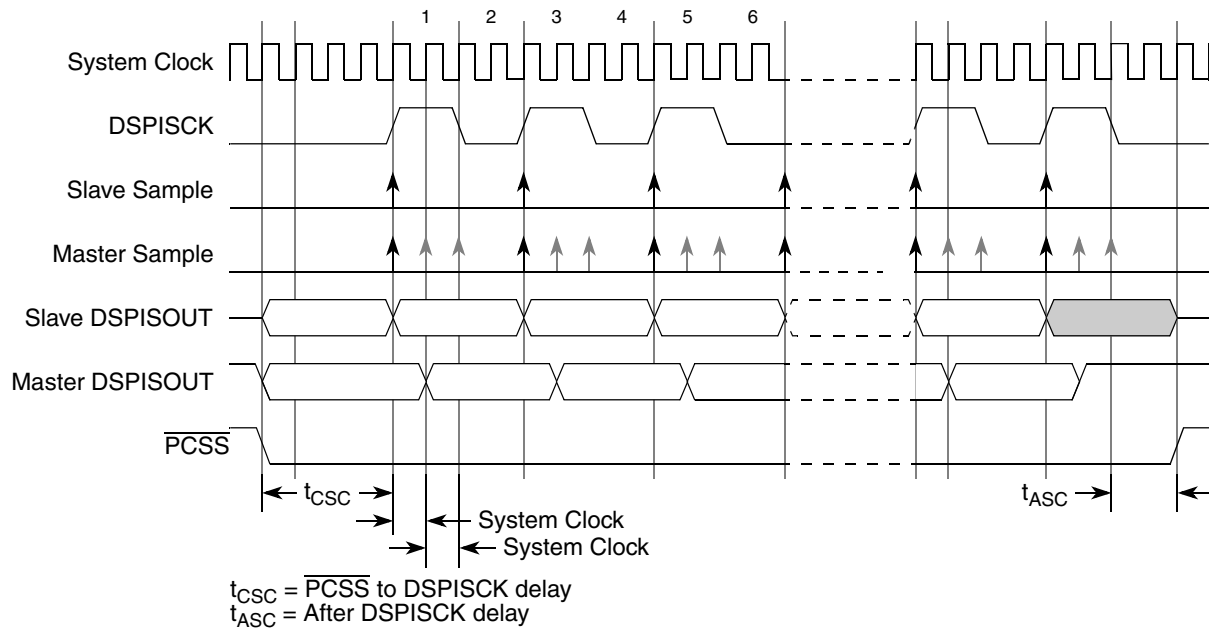 1 2 3 4 5 6
System Clock
DSPISCK
Slave Sample
Master Sample
Slave DSPISOUT
Master DSPISOUT
PCSS
tCSC
tASC
System Clock
System Clock
tCSC = PCSS to DSPISCK delay
tASC = After DSPISCK delay